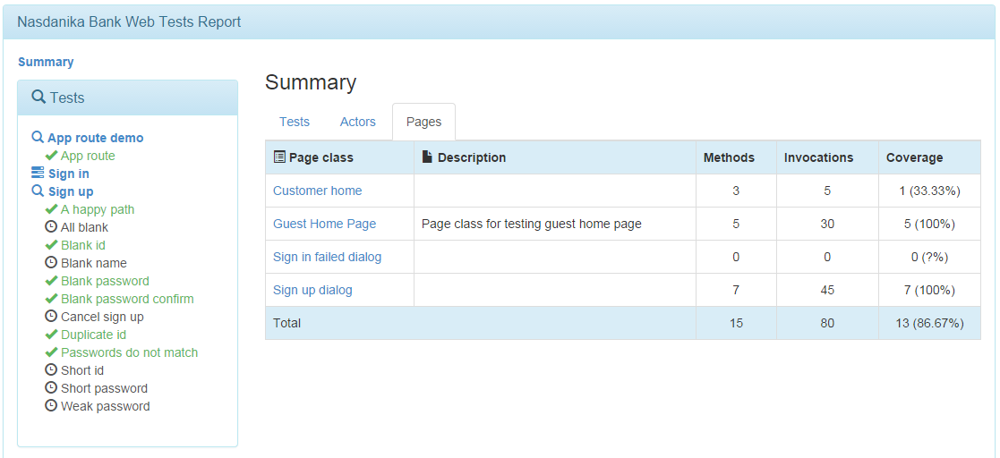 Nasdanika Bank Web Tests Report
Summary
Tests
App route demo
App route
Sign in
Sign up
A happy path
All blank
Blank id
Blank name
Blank password
Blank password confirm
Cancel sign up
Duplicate id
Passwords do not match
Short id
Short password
Weak password
Summary
Tests Actors Pages
Page class Description Methods Invocations Coverage
Customer home 3 5 1 (33.33%)
Guest Home Page Page class for testing guest home page 5 30 5 (100%)
Sign in failed dialog 0 0 0 (?%)
Sign up dialog 7 45 7 (100%)
Total 15 80 13 (86.67%)